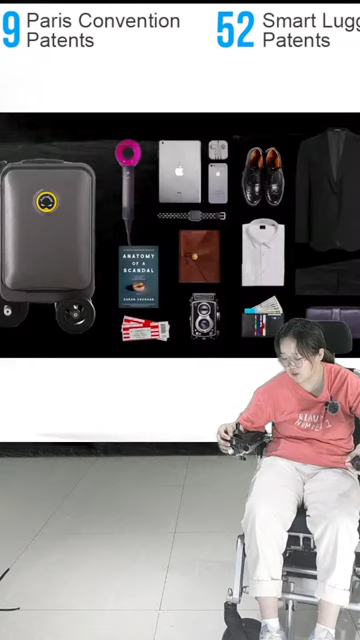 9 Paris Convention
Patents
52 Smart Lugg
Patents
ANATOMY
OF A
SCANDAL
SARAH VAUGHAN